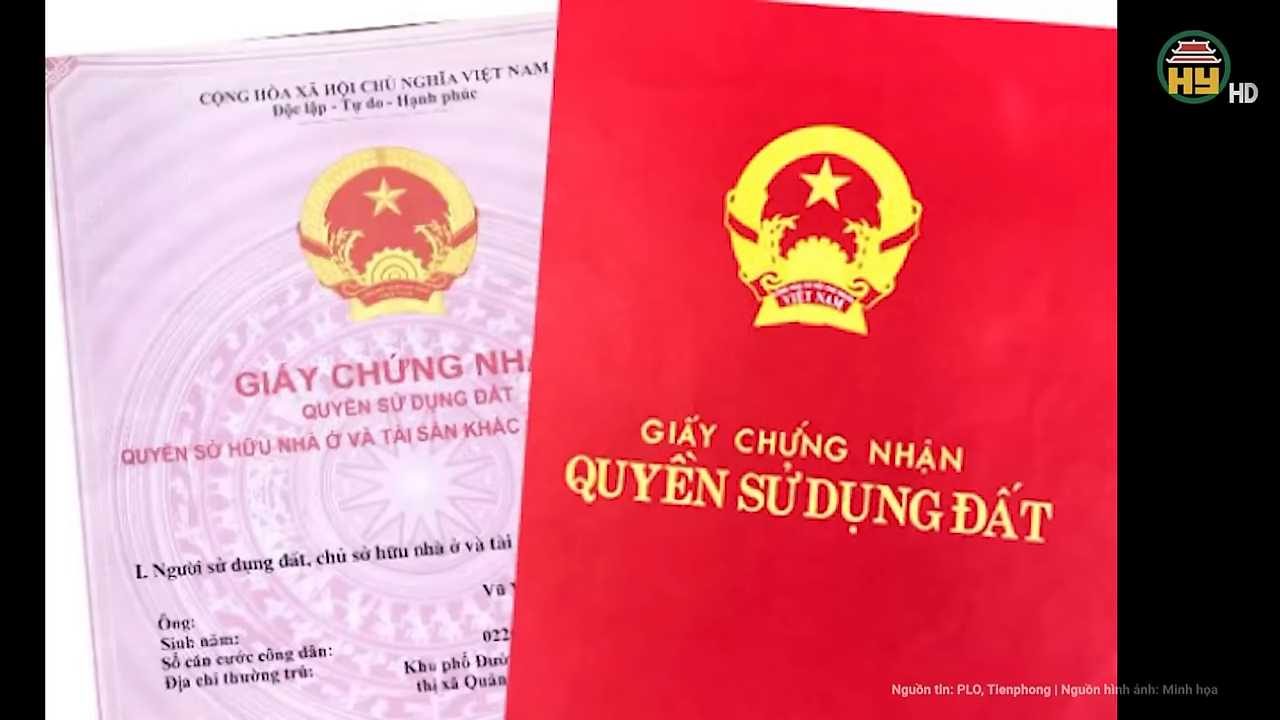 CỘNG HÒA XÃ HỘI CHỦ NGHĨA VIỆT NAM
Độc lập - Tự do - Hạnh phúc
GIẤY CHỨNG
QUYỀN SỬ DỤNG ĐẤT
QUYỀN SỞ HỮU NHÀ Ở VÀ TÀI SẢN KHÁC
I. Người sử dụng đất, chủ sở hữu nhà ở và tài
Vũ
Ông:
Sinh năm:
Số căn cước công dân:
022
Địa chỉ thường trú:
Khu phố
thị xã Quản
VIỆT NAM
GIẤY CHỨNG NHẬN
QUYỀN SỬ DỤNG ĐẤT
HY HD
Nguồn tin: PLO, Tienphong | Nguồn hình ảnh: Minh họa